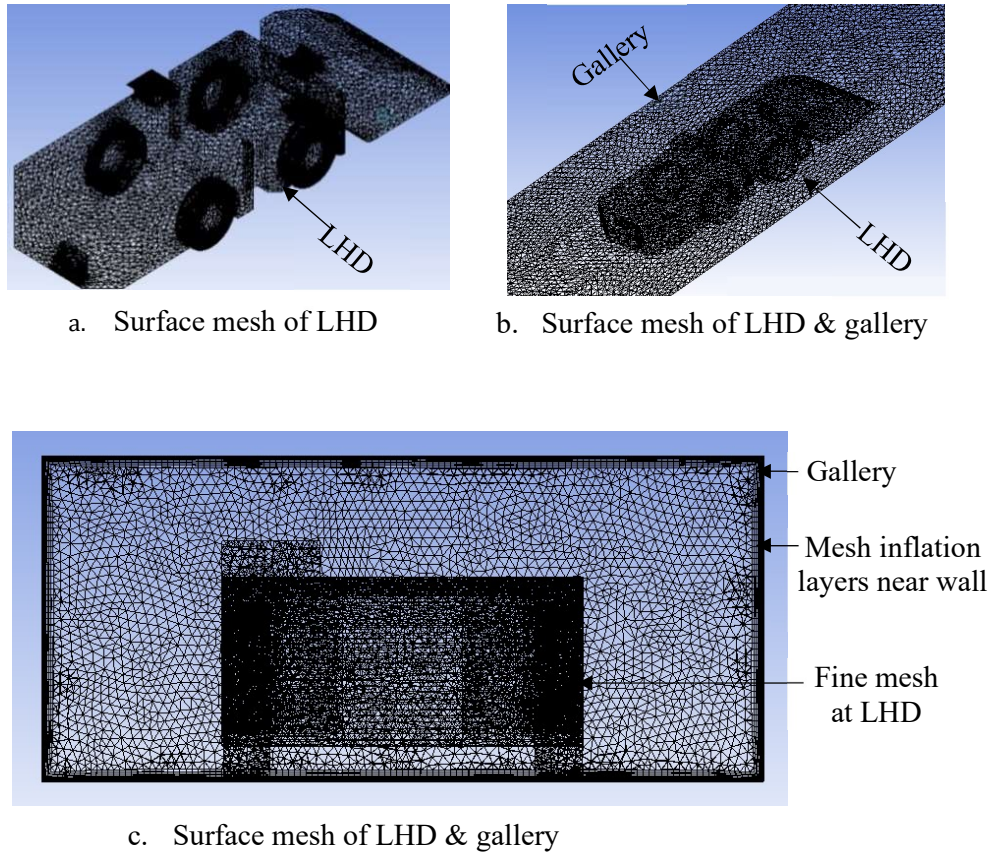 Gallery
LHD
LHD
a. Surface mesh of LHD
b. Surface mesh of LHD & gallery
Gallery
Mesh inflation
layers near wall
Fine mesh
at LHD
c. Surface mesh of LHD & gallery